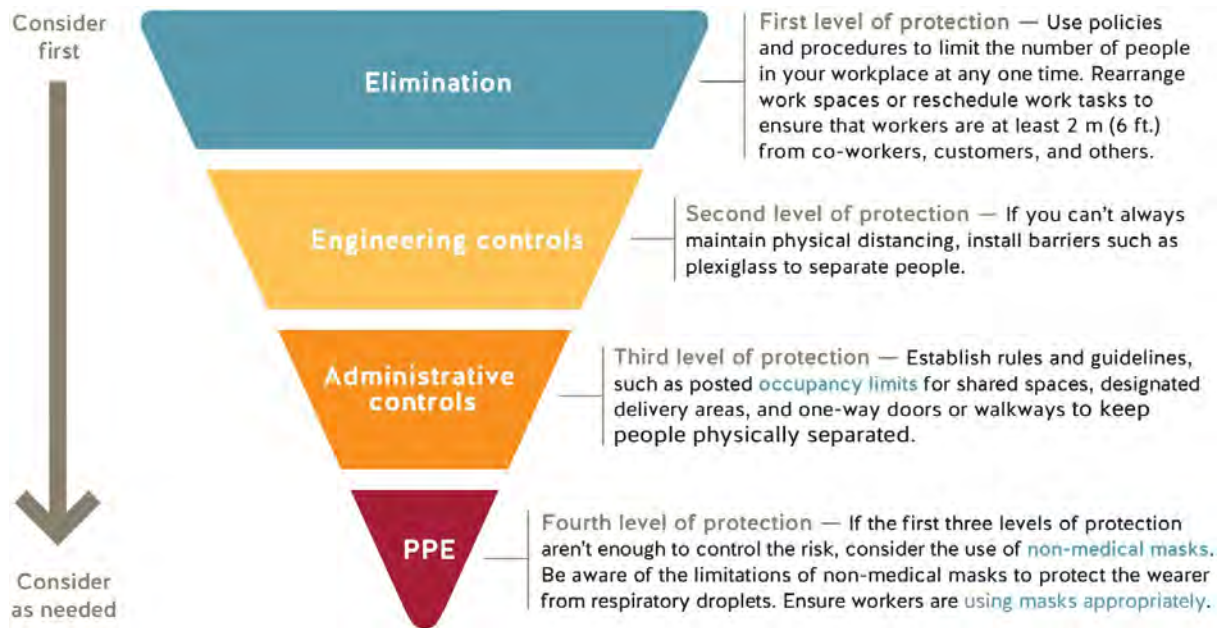 Consider
first
Elimination
First level of protection — Use policies
and procedures to limit the number of people
in your workplace at any one time. Rearrange
work spaces or reschedule work tasks to
ensure that workers are at least 2 m (6 ft.)
from co-workers, customers, and others.
Engineering controls
Second level of protection — If you can't always
maintain physical distancing, install barriers such as
plexiglass to separate people.
Administrative
controls
Third level of protection — Establish rules and guidelines,
such as posted occupancy limits for shared spaces, designated
delivery areas, and one-way doors or walkways to keep
people physically separated.
PPE
Fourth level of protection — If the first three levels of protection
aren't enough to control the risk, consider the use of non-medical masks.
Be aware of the limitations of non-medical masks to protect the wearer
from respiratory droplets. Ensure workers are using masks appropriately.
Consider
as needed